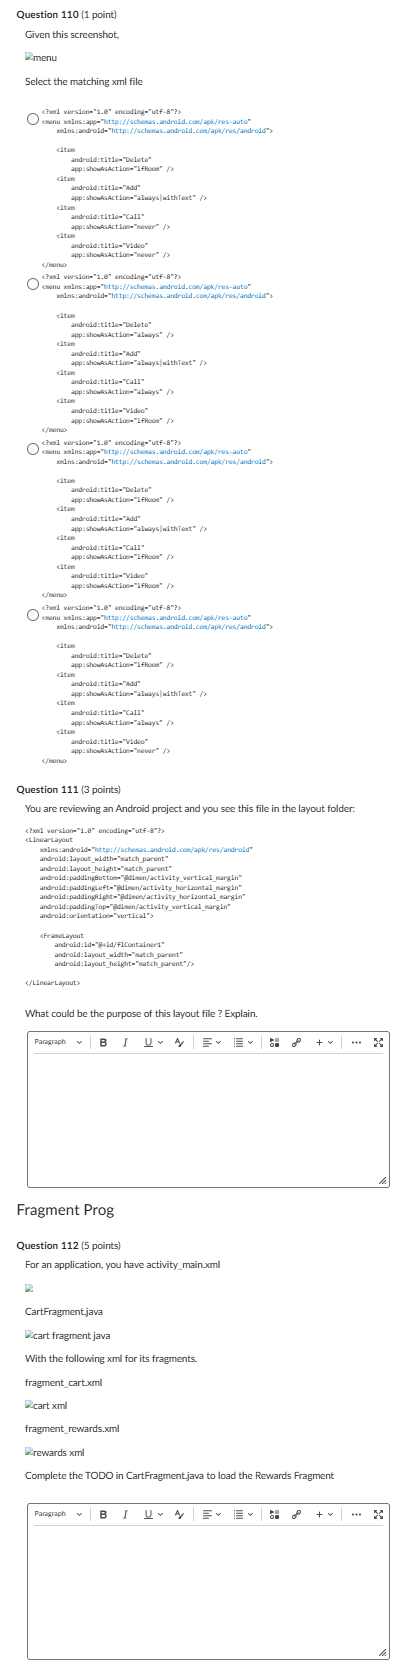 Question 110 (1 point)
Given this screenshot,
menu
Select the matching xml file
<?xml version="1.0" encoding="utf-8"?>
<menu xmlns:app="http://schemas.android.com/apk/res-auto"
xmlns:android="http://schemas.android.com/apk/res/android">
<item
android:title="Delete"
app:showAsAction="ifRoom" />
<item
android:title="Add"
app:showAsAction="always|withText" />
<item
android:title="Call"
app:showAsAction="never" />
<item
android:title="Video"
app:showAsAction="never" />
</menu>
<?xml version="1.0" encoding="utf-8"?>
<menu xmlns:app="http://schemas.android.com/apk/res-auto"
xmlns:android="http://schemas.android.com/apk/res/android">
<item
android:title="Delete"
app:showAsAction="always" />
<item
android:title="Add"
app:showAsAction="always|withText" />
<item
android:title="Call"
app:showAsAction="always" />
<item
android:title="Video"
app:showAsAction="ifRoom" />
</menu>
<?xml version="1.0" encoding="utf-8"?>
<menu xmlns:app="http://schemas.android.com/apk/res-auto"
xmlns:android="http://schemas.android.com/apk/res/android">
<item
android:title="Delete"
app:showAsAction="ifRoom" />
<item
android:title="Add"
app:showAsAction="always|withText" />
<item
android:title="Call"
app:showAsAction="ifRoom" />
<item
android:title="Video"
app:showAsAction="ifRoom" />
</menu>
<?xml version="1.0" encoding="utf-8"?>
<menu xmlns:app="http://schemas.android.com/apk/res-auto"
xmlns:android="http://schemas.android.com/apk/res/android">
<item
android:title="Delete"
app:showAsAction="ifRoom" />
<item
android:title="Add"
app:showAsAction="always|withText" />
<item
android:title="Call"
app:showAsAction="always" />
<item
android:title="Video"
app:showAsAction="never" />
</menu>
Question 111 (3 points)
You are reviewing an Android project and you see this file in the layout folder:
<?xml version="1.0" encoding="utf-8"?>
<LinearLayout
xmlns:android="http://schemas.android.com/apk/res/android"
android:layout_width="match_parent"
android:layout_height="match_parent"
android:paddingBottom="@dimen/activity_vertical_margin"
android:paddingLeft="@dimen/activity_horizontal_margin"
android:paddingRight="@dimen/activity_horizontal_margin"
android:paddingTop="@dimen/activity_vertical_margin"
android:orientation="vertical">
<FrameLayout
android:id="@+id/flContainer1"
android:layout_width="match_parent"
android:layout_height="match_parent"/>
</LinearLayout>
What could be the purpose of this layout file ? Explain.
Paragraph B I U
Fragment Prog
Question 112 (5 points)
For an application, you have activity_main.xml
CartFragment.java
cart fragment java
With the following xml for its fragments.
fragment_cart.xml
cart xml
fragment_rewards.xml
rewards xml
Complete the TODO in CartFragment.java to load the Rewards Fragment
Paragraph B I U